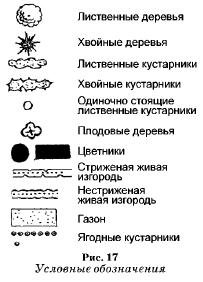 Лиственные деревья
Хвойные деревья
Лиственные кустарники
Хвойные кустарники
Одиночно стоящие
лиственные кустарники
Плодовые деревья
Цветники
Стриженая живая
изгородь
Нестриженая
живая изгородь
Газон
Ягодные кустарники
Рис. 17
Условные обозначения